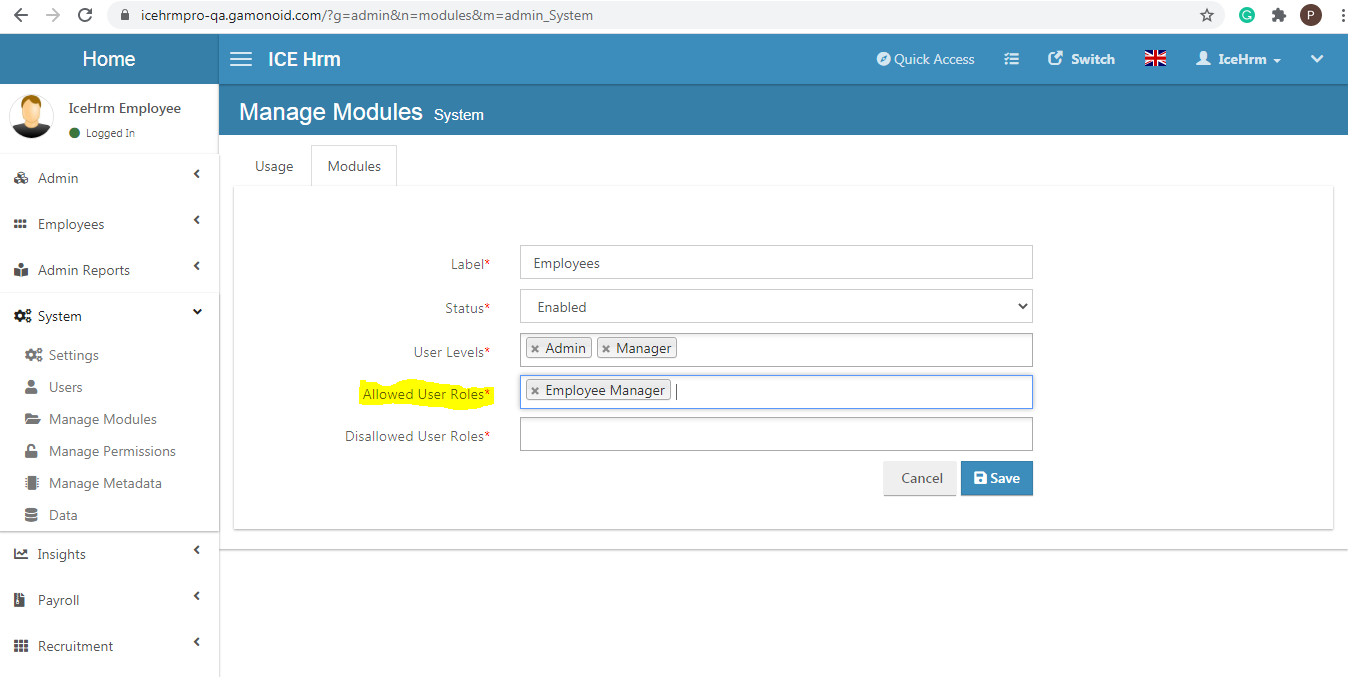 icehrmpro-qa.gamonoid.com/?g=admin&n=modules&m=admin_System
G
P
Home
ICE Hrm
Quick Access
Switch
IceHrm
IceHrm Employee
Logged In
Manage Modules System
Usage
Modules
Admin
Employees
Admin Reports
System
Settings
Users
Manage Modules
Manage Permissions
Manage Metadata
Data
Insights
Payroll
Recruitment
Label* Employees
Status* Enabled
User Levels* × Admin × Manager
Allowed User Roles* × Employee Manager
Disallowed User Roles*
Cancel Save